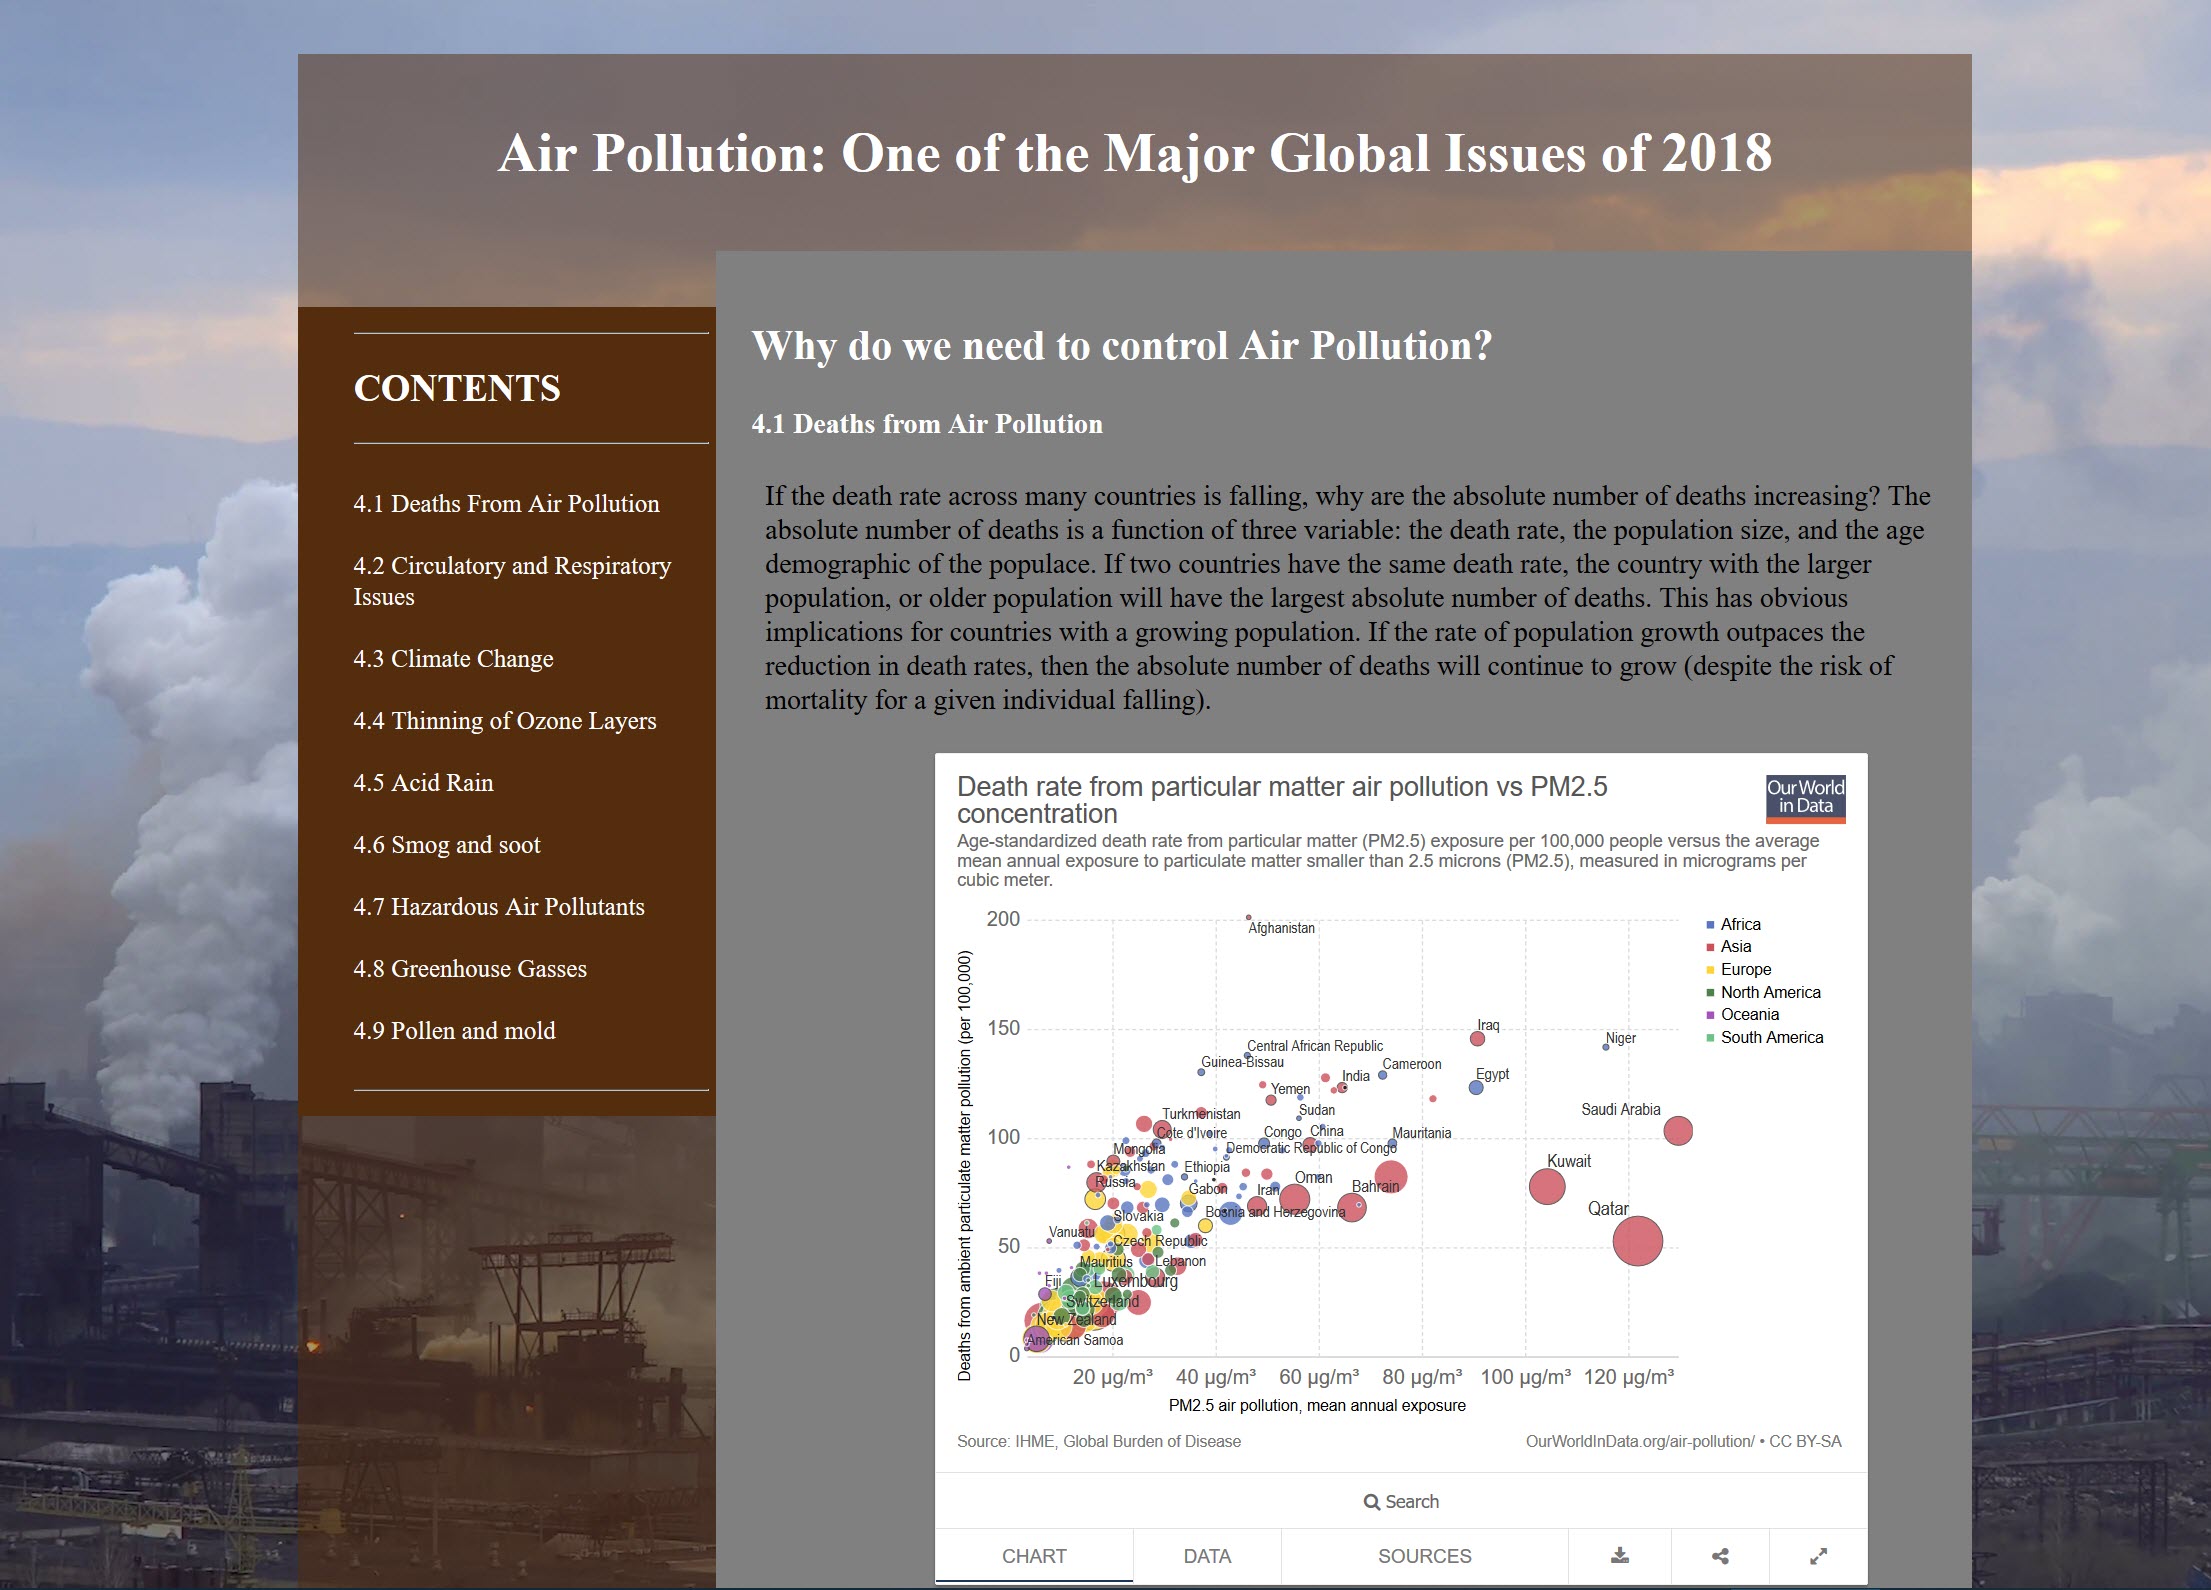 Air Pollution: One of the Major Global Issues of 2018
CONTENTS
4.1 Deaths From Air Pollution
4.2 Circulatory and Respiratory
Issues
4.3 Climate Change
4.4 Thinning of Ozone Layers
4.5 Acid Rain
4.6 Smog and soot
4.7 Hazardous Air Pollutants
4.8 Greenhouse Gasses
4.9 Pollen and mold
Why do we need to control Air Pollution?
4.1 Deaths from Air Pollution
If the death rate across many countries is falling, why are the absolute number of deaths increasing? The
absolute number of deaths is a function of three variable: the death rate, the population size, and the age
demographic of the populace. If two countries have the same death rate, the country with the larger
population, or older population will have the largest absolute number of deaths. This has obvious
implications for countries with a growing population. If the rate of population growth outpaces the
reduction in death rates, then the absolute number of deaths will continue to grow (despite the risk of
mortality for a given individual falling).
Death rate from particular matter air pollution vs PM2.5
concentration
Our World
in Data
Age-standardized death rate from particular matter (PM2.5) exposure per 100,000 people versus the average
mean annual exposure to particulate matter smaller than 2.5 microns (PM2.5), measured in micrograms per
cubic meter.
Deaths from ambient particulate matter pollution (per 100,000)
200
150
100
50
0
Afghanistan
Iraq
Niger
Central African Republic
Guinea-Bissau
Cameroon
India
Egypt
Yemen
Sudan
Saudi Arabia
Turkmenistan
Cote d'Ivoire
Congo
China
Mauritania
Mongolia
Democratic Republic of Congo
Kazakhstan
Ethiopia
Kuwait
Russia
Gabon
Iran
Oman
Bahrain
Slovakia
Bosnia and Herzegovina
Qatar
Vanuatu
Czech Republic
Mauritius
Lebanon
Fiji
Luxembourg
Switzerland
New Zealand
American Samoa
20 µg/m³
40 µg/m³
60 µg/m³
80 µg/m³
100 µg/m³
120 µg/m³
PM2.5 air pollution, mean annual exposure
Africa
Asia
Europe
North America
Oceania
South America
Source: IHME, Global Burden of Disease
OurWorldInData.org/air-pollution/ • CC BY-SA
Search
CHART
DATA
SOURCES